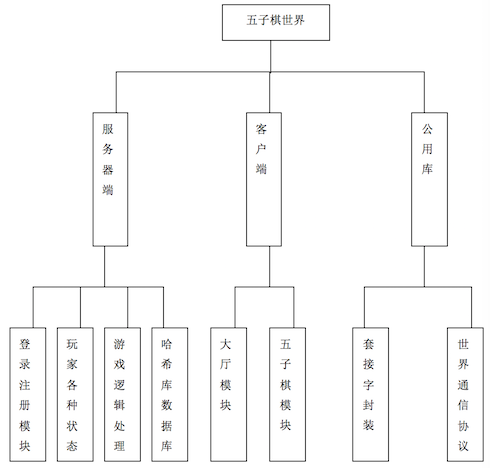 五子棋世界
服务器端
客户端
公用库
登录注册模块
玩家各种状态
游戏逻辑处理
哈希库数据库
大厅模块
五子棋模块
套接字封装
世界通信协议